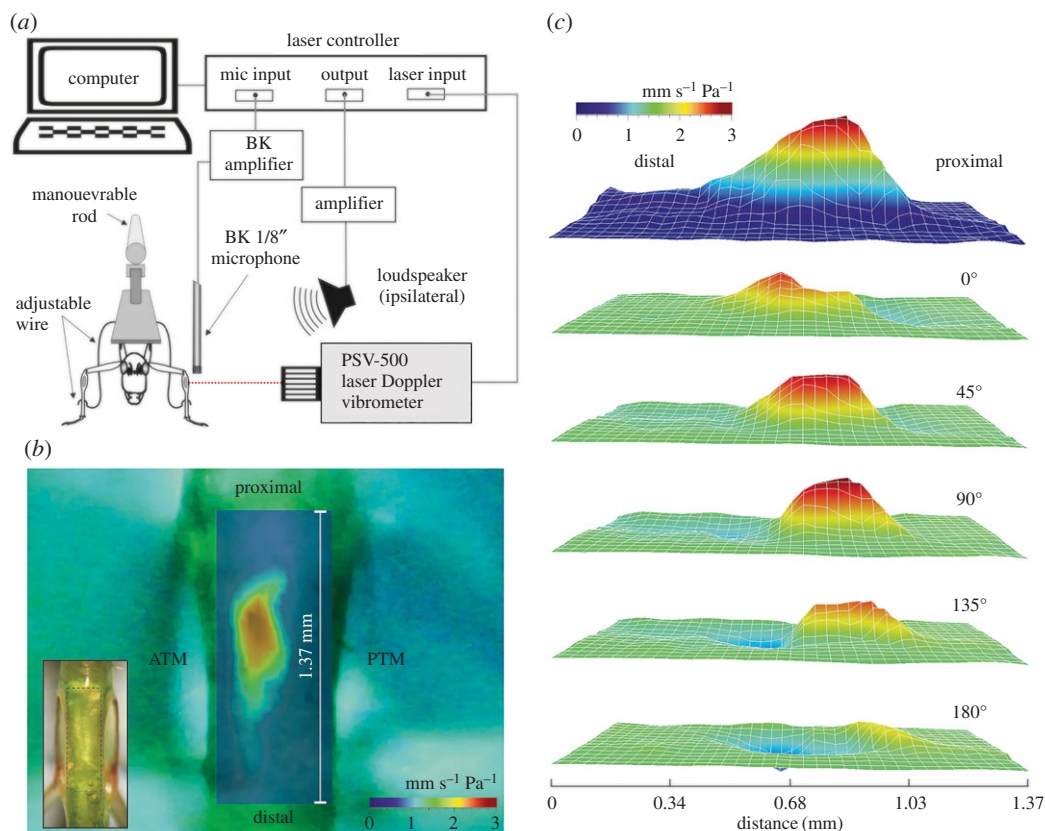 (a)
laser controller
computer
mic input
output
laser input
BK
amplifier
amplifier
manouevrable
rod
BK 1/8″
microphone
loudspeaker
(ipsilateral)
adjustable
wire
PSV-500
laser Doppler
vibrometer
(b)
proximal
1.37 mm
ATM
PTM
mm s⁻¹ Pa⁻¹
0 1 2 3
distal
(c)
mm s⁻¹ Pa⁻¹
0 1 2 3
distal
proximal
0°
45°
90°
135°
180°
0 0.34 0.68 1.03 1.37
distance (mm)